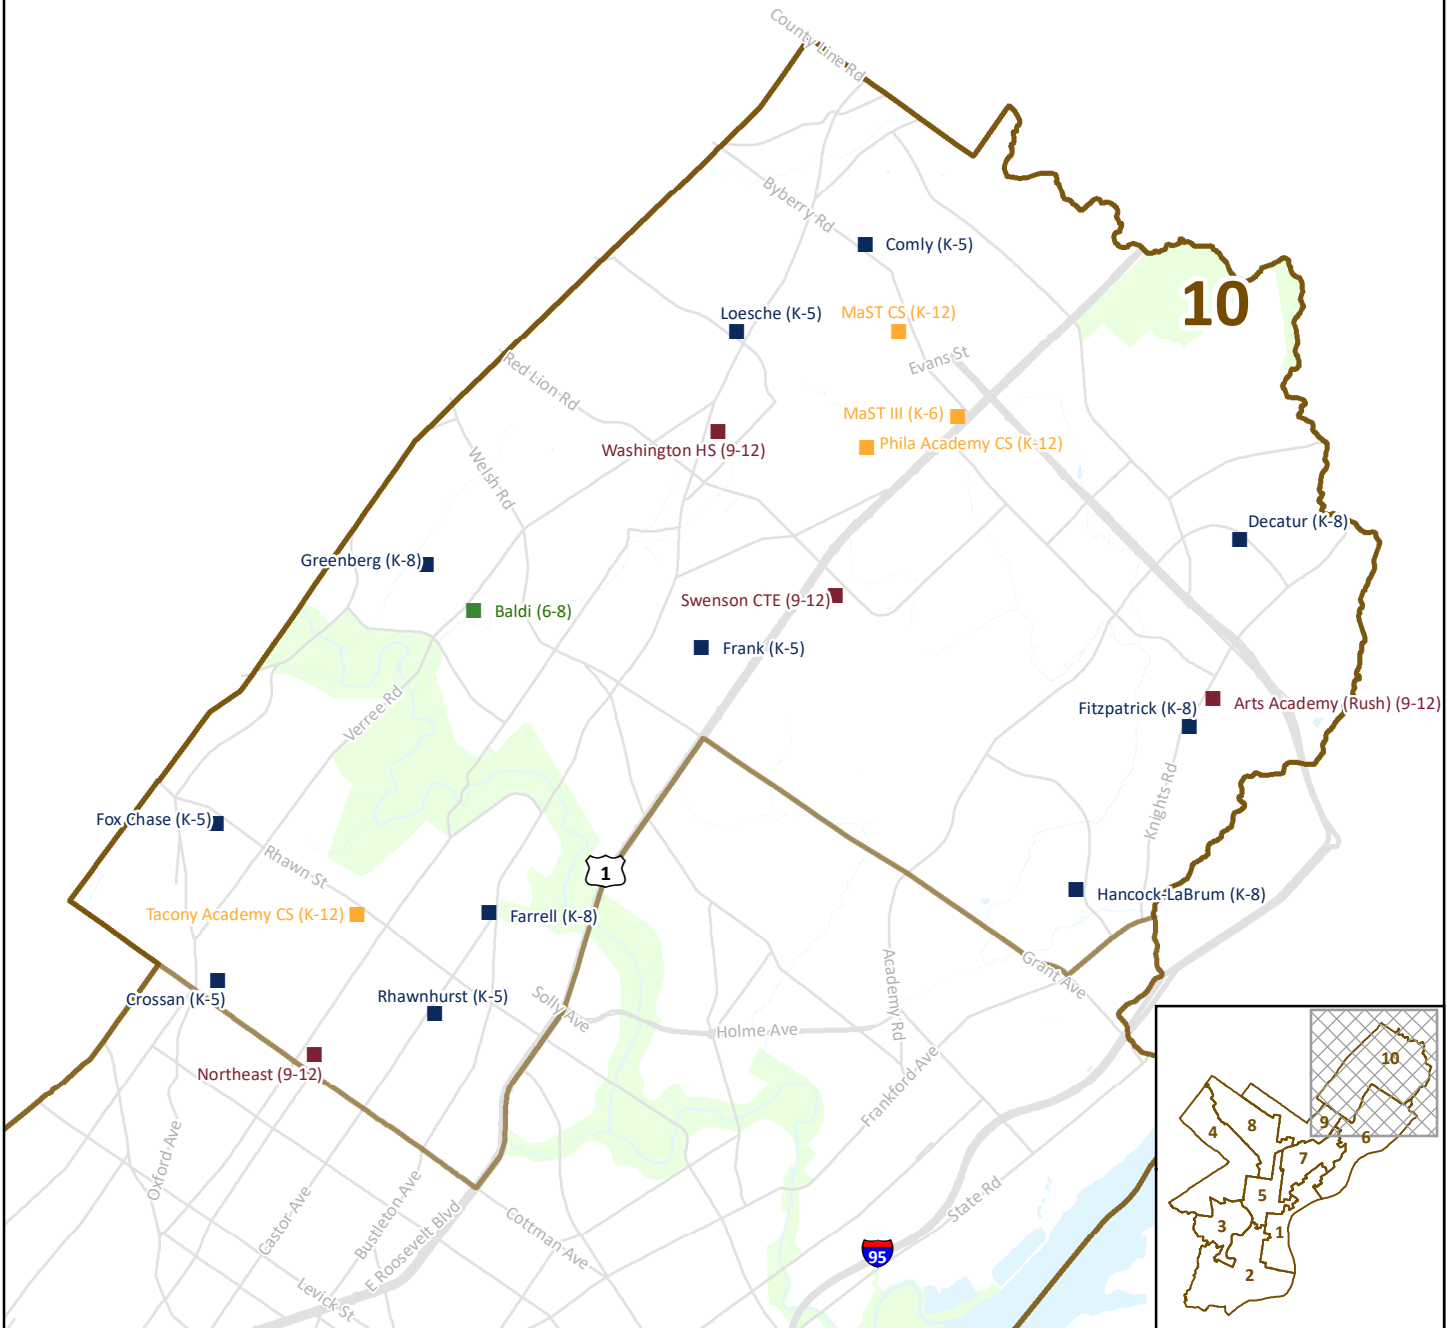 County Line Rd
Byberry Rd
Comly (K-5)
10
Loesche (K-5)
MaST CS (K-12)
Evans St
Red Lion Rd
MaST III (K-6)
Washington HS (9-12)
Phila Academy CS (K-12)
Welsh Rd
Decatur (K-8)
Greenberg (K-8)
Baldi (6-8)
Swenson CTE (9-12)
Frank (K-5)
Verree Rd
Fitzpatrick (K-8)
Arts Academy (Rush) (9-12)
Knights Rd
Fox Chase (K-5)
Rhawn St
1
Hancock-LaBrum (K-8)
Tacony Academy CS (K-12)
Farrell (K-8)
Grant Ave
Academy Rd
Crossan (K-5)
Rhawnhurst (K-5)
Solly Ave
Holme Ave
Northeast (9-12)
Frankford Ave
Oxford Ave
Castor Ave
Bustleton Ave
E Roosevelt Blvd
Cottman Ave
State Rd
95
Levick St
10
9
6
8
4
7
5
3
1
2